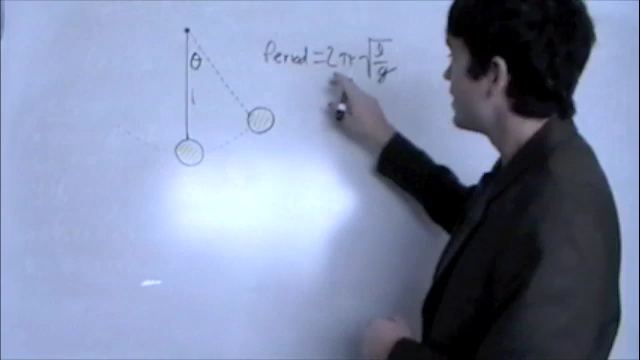 Period = 2π √(l/g)
θ
l